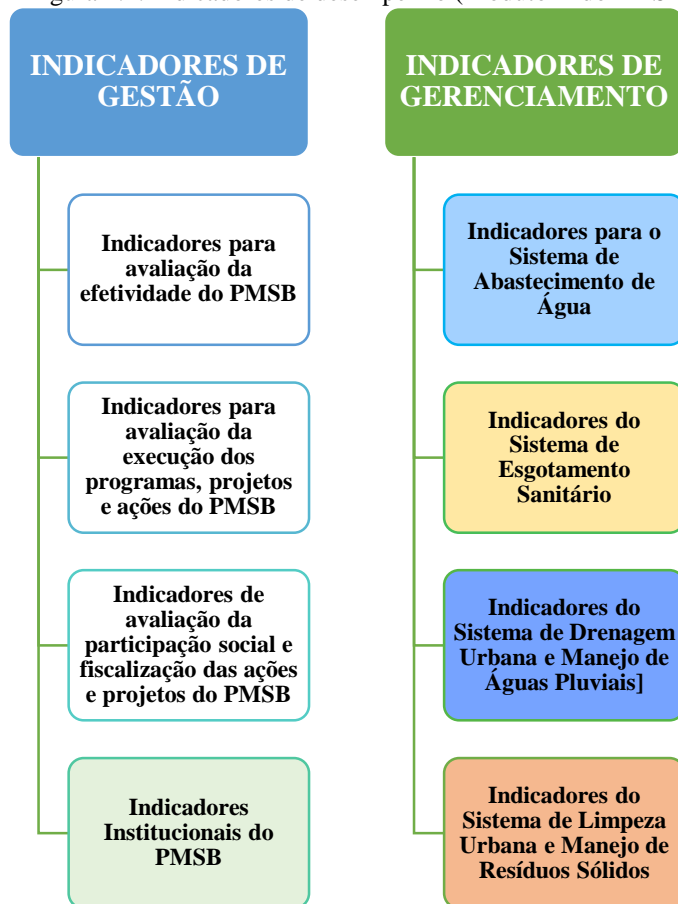 INDICADORES DE
GESTÃO
Indicadores para
avaliação da
efetividade do PMSB
Indicadores para
avaliação da
execução dos
programas, projetos
e ações do PMSB
Indicadores de
avaliação da
participação social e
fiscalização das ações
e projetos do PMSB
Indicadores
Institucionais do
PMSB
INDICADORES DE
GERENCIAMENTO
Indicadores para o
Sistema de
Abastecimento de
Água
Indicadores do
Sistema de
Esgotamento
Sanitário
Indicadores do
Sistema de Drenagem
Urbana e Manejo de
Águas Pluviais]
Indicadores do
Sistema de Limpeza
Urbana e Manejo de
Resíduos Sólidos